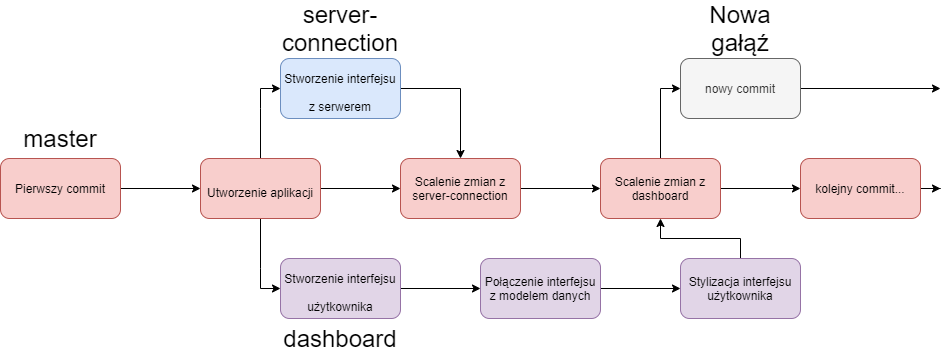 server-
connection
Nowa
gałąź
Stworzenie interfejsu
z serwerem
nowy commit
master
Pierwszy commit
Utworzenie aplikacji
Scalenie zmian z
server-connection
Scalenie zmian z
dashboard
kolejny commit...
Stworzenie interfejsu
użytkownika
Połączenie interfejsu
z modelem danych
Stylizacja interfejsu
użytkownika
dashboard